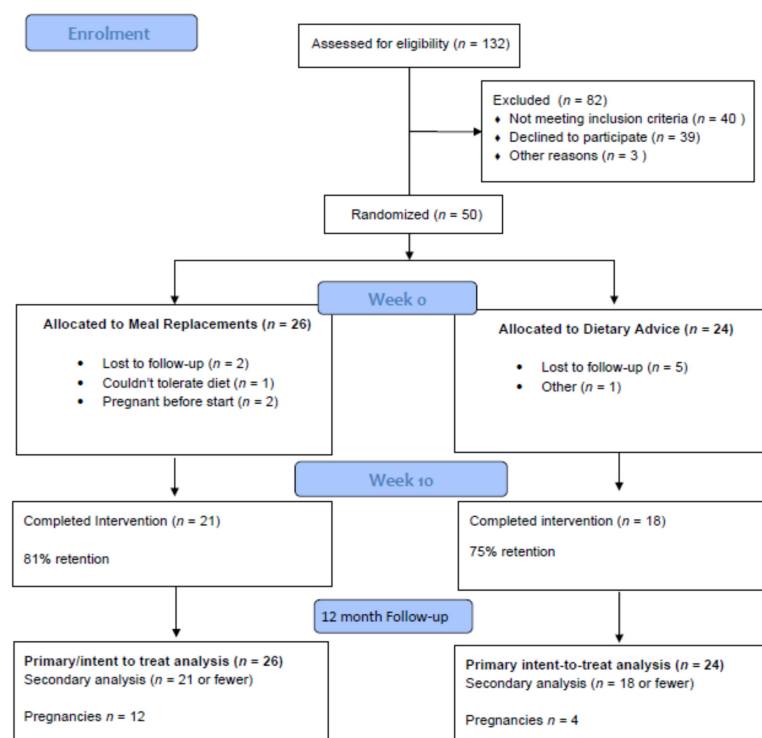 Enrolment
Assessed for eligibility (n = 132)
Excluded (n = 82)
♦ Not meeting inclusion criteria (n = 40 )
♦ Declined to participate (n = 39)
♦ Other reasons (n = 3 )
Randomized (n = 50)
Week 0
Allocated to Meal Replacements (n = 26)
• Lost to follow-up (n = 2)
• Couldn't tolerate diet (n = 1)
• Pregnant before start (n = 2)
Allocated to Dietary Advice (n = 24)
• Lost to follow-up (n = 5)
• Other (n = 1)
Week 10
Completed Intervention (n = 21)
81% retention
Completed intervention (n = 18)
75% retention
12 month Follow-up
Primary/intent to treat analysis (n = 26)
Secondary analysis (n = 21 or fewer)
Pregnancies n = 12
Primary intent-to-treat analysis (n = 24)
Secondary analysis (n = 18 or fewer)
Pregnancies n = 4